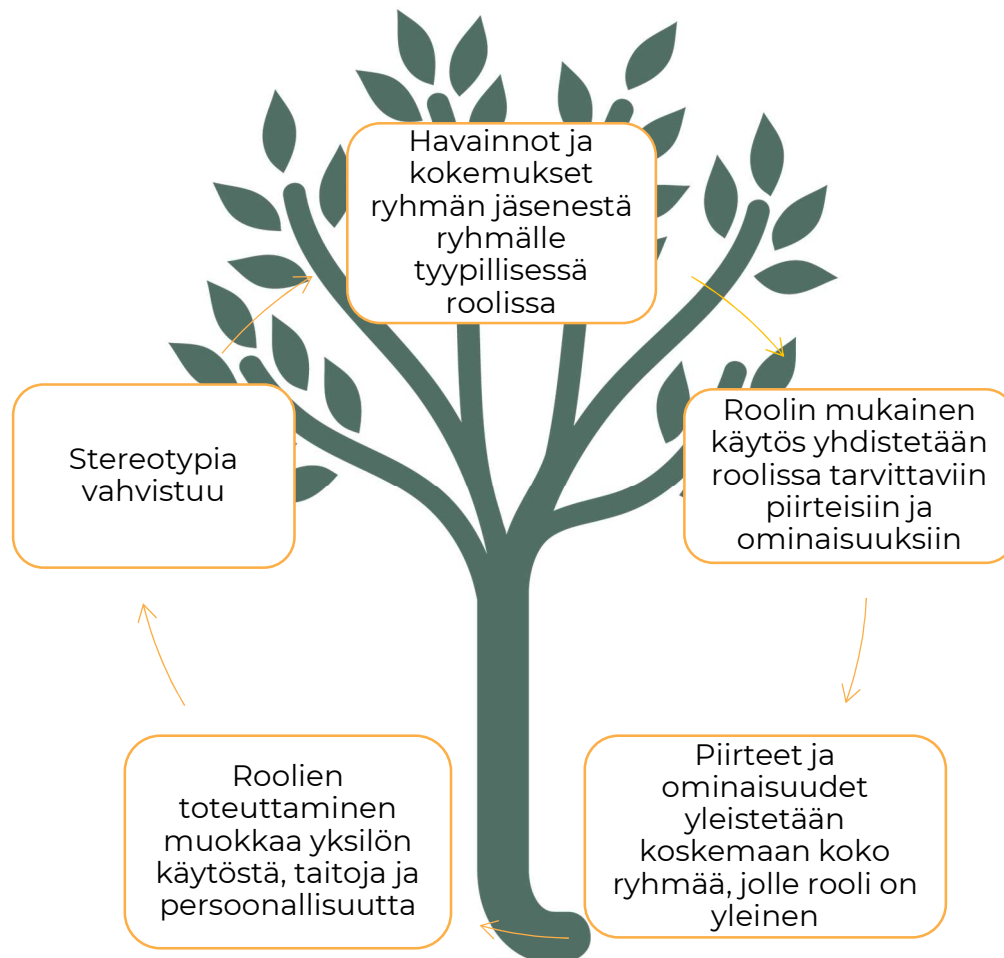 Havainnot ja
kokemukset
ryhmän jäsenestä
ryhmälle
tyypillisessä
roolissa
Roolin mukainen
käytös yhdistetään
roolissa tarvittaviin
piirteisiin ja
ominaisuuksiin
Piirteet ja
ominaisuudet
yleistetään
koskemaan koko
ryhmää, jolle rooli on
yleinen
Roolien
toteuttaminen
muokkaa yksilön
käytöstä, taitoja ja
persoonallisuutta
Stereotypia
vahvistuu